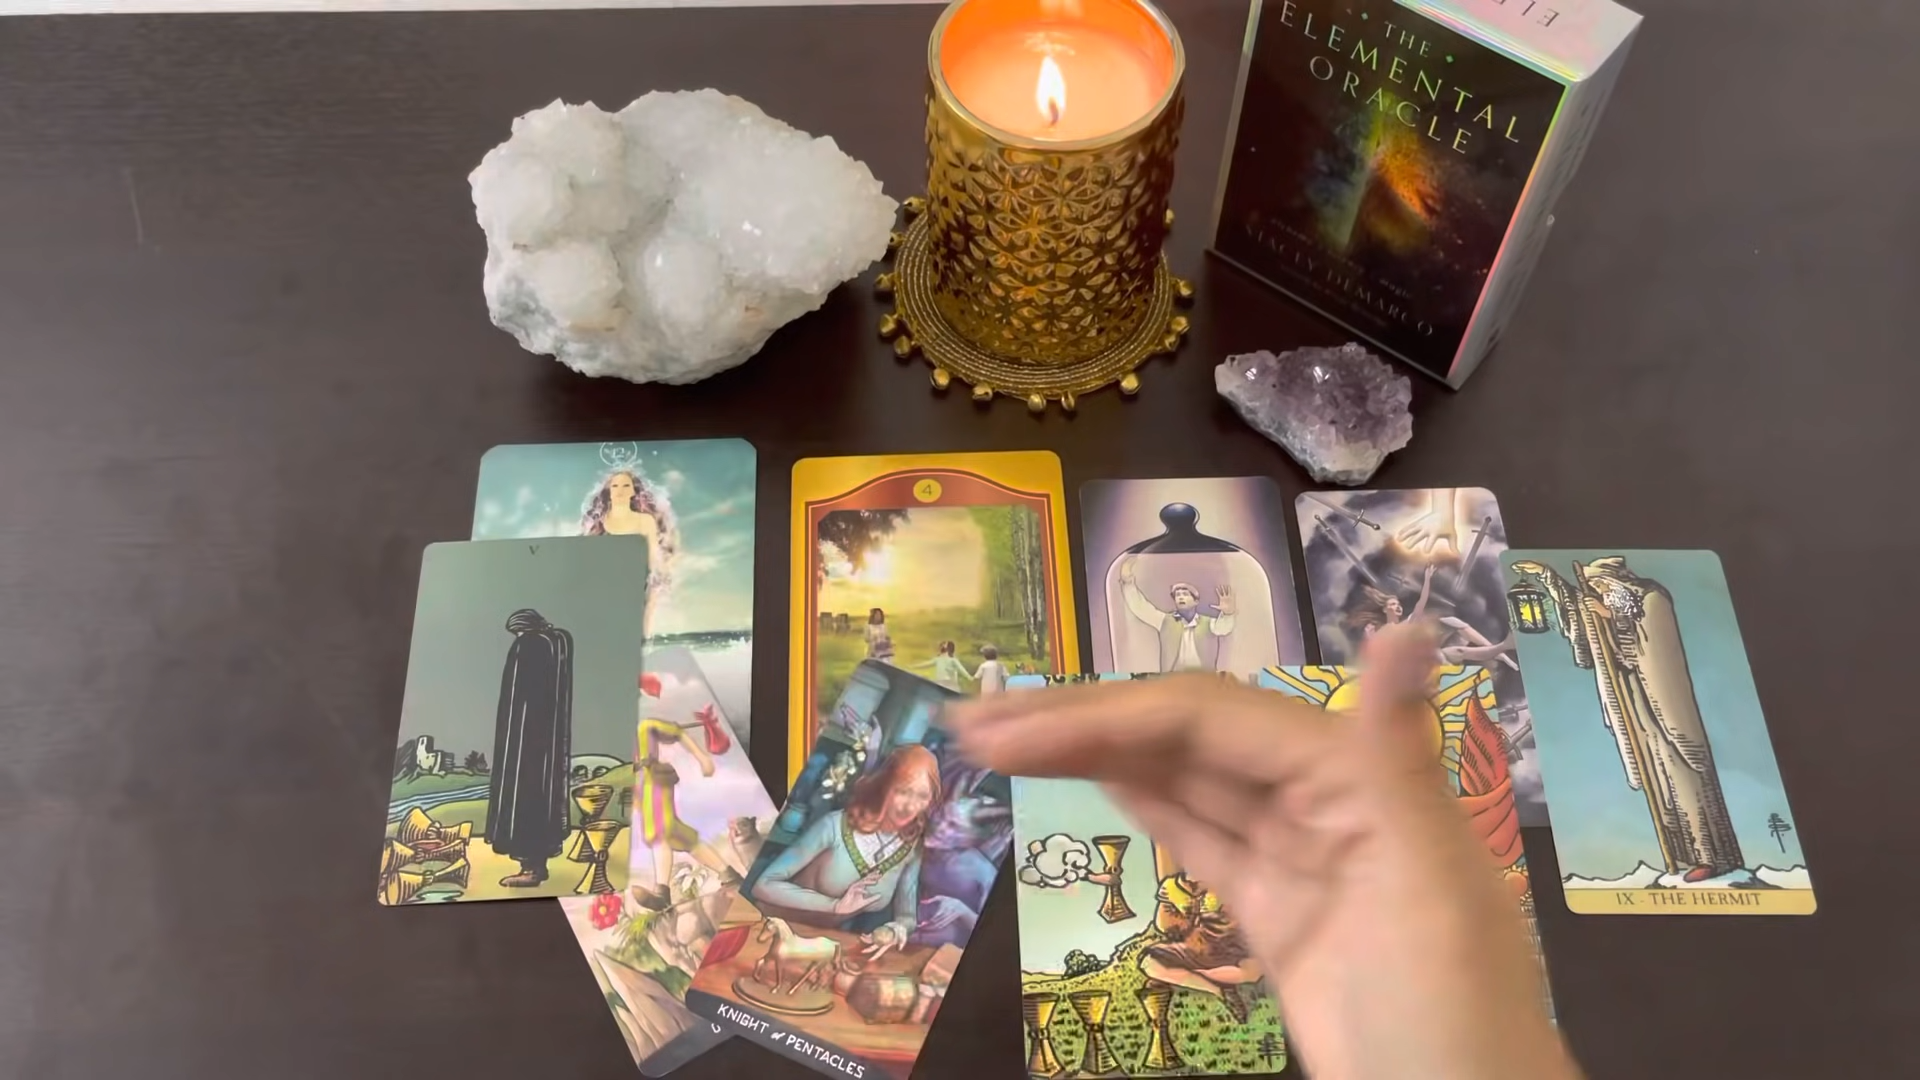 THE
ELEMENTAL
ORACLE
STACEY DEMARCO
4
V
IX - THE HERMIT
KNIGHT of PENTACLES